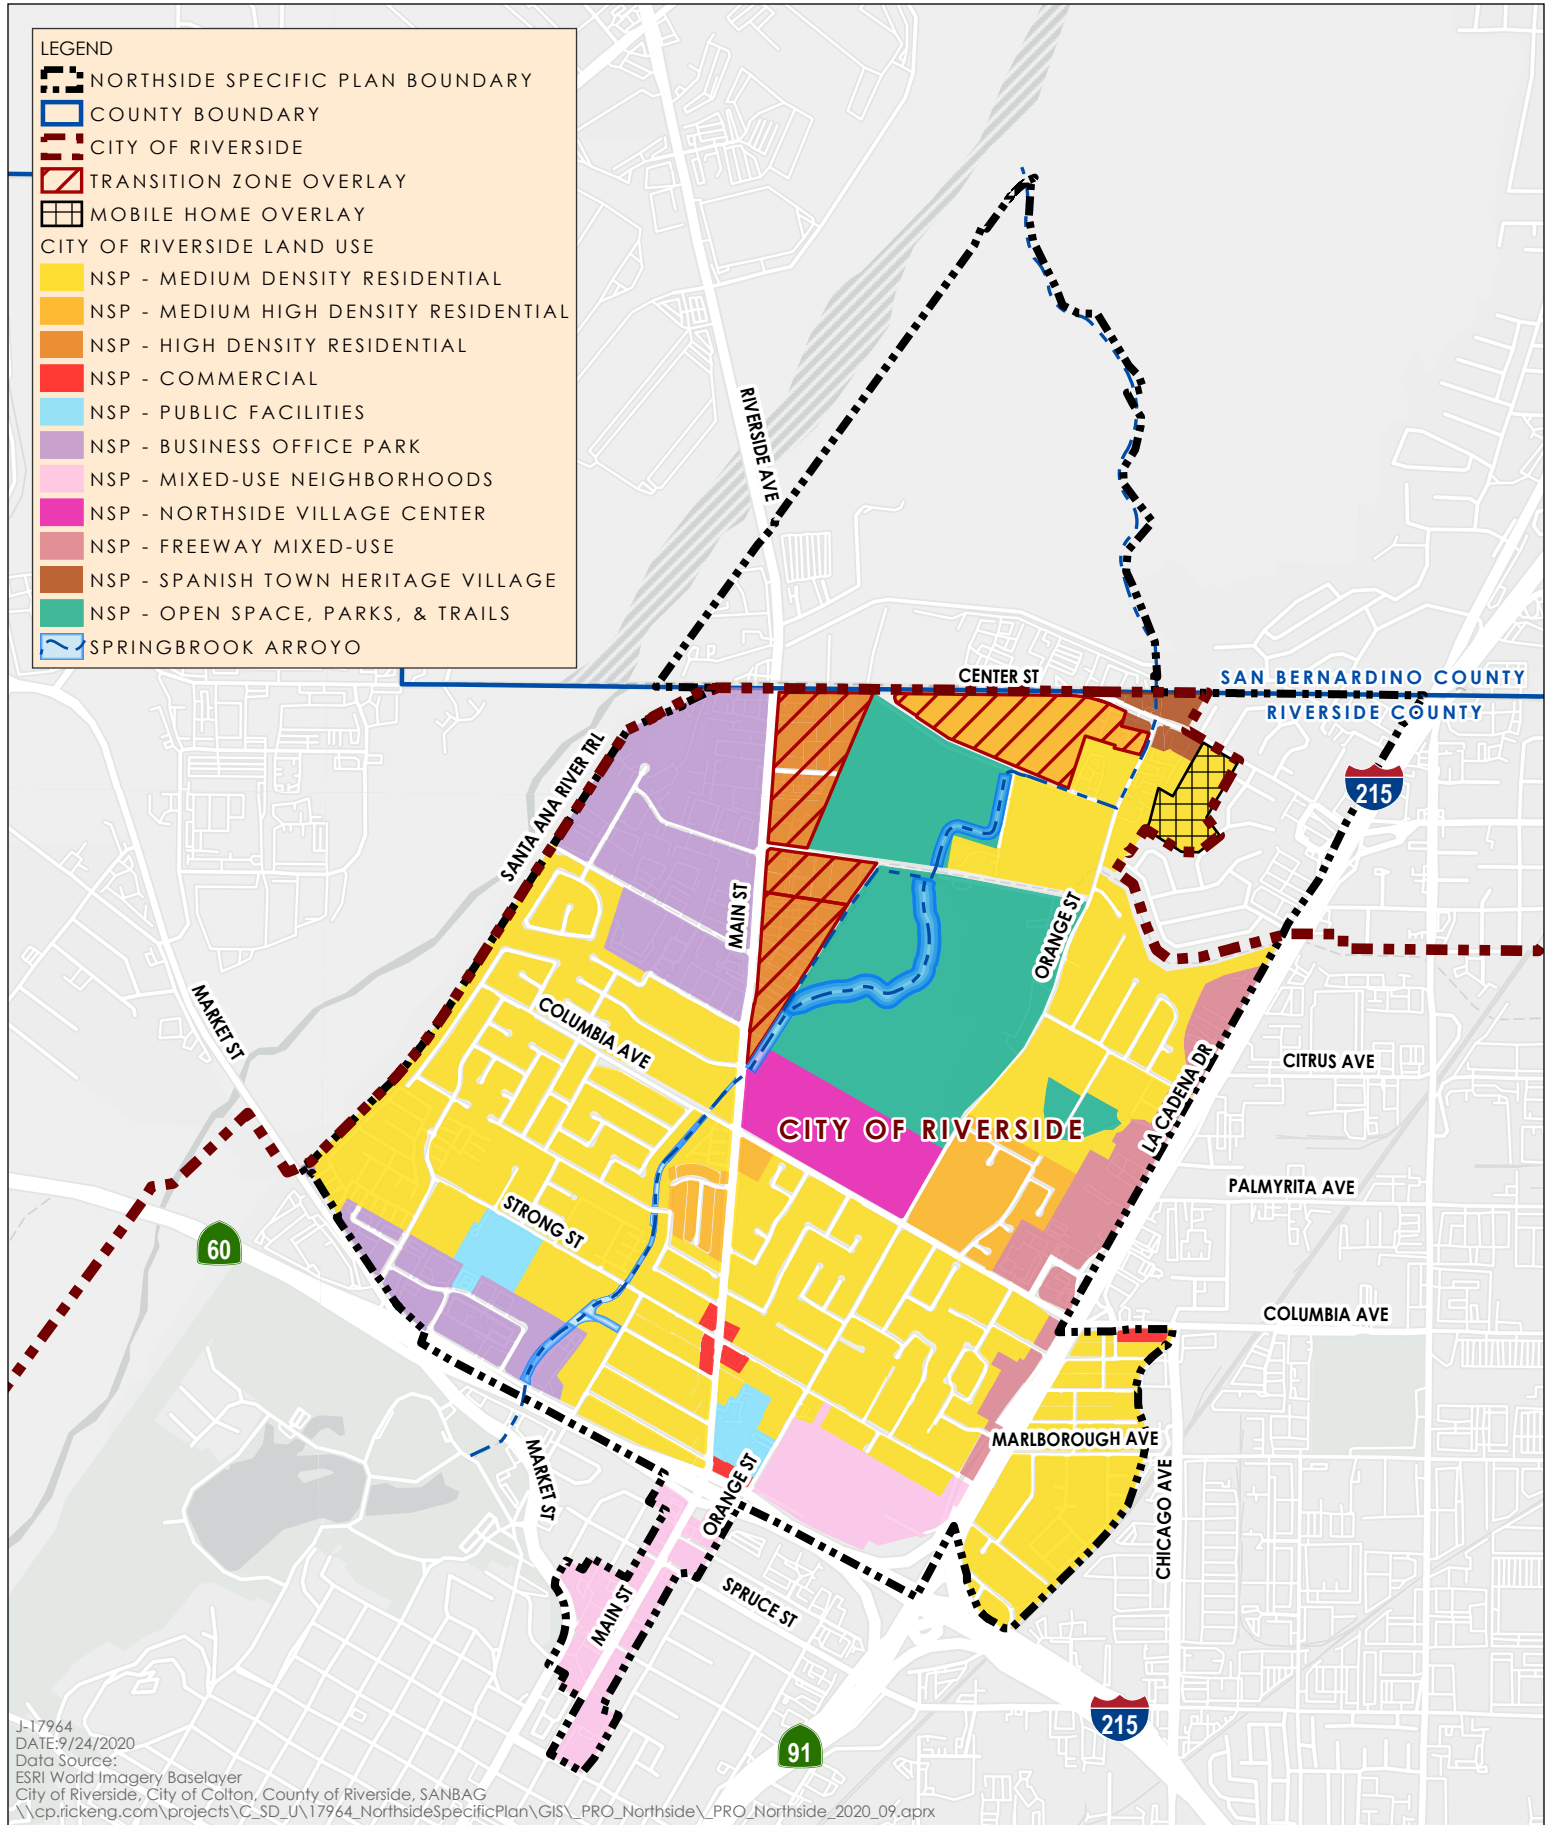 LEGEND
NORTHSIDE SPECIFIC PLAN BOUNDARY
COUNTY BOUNDARY
CITY OF RIVERSIDE
TRANSITION ZONE OVERLAY
MOBILE HOME OVERLAY
CITY OF RIVERSIDE LAND USE
NSP - MEDIUM DENSITY RESIDENTIAL
NSP - MEDIUM HIGH DENSITY RESIDENTIAL
NSP - HIGH DENSITY RESIDENTIAL
NSP - COMMERCIAL
NSP - PUBLIC FACILITIES
NSP - BUSINESS OFFICE PARK
NSP - MIXED-USE NEIGHBORHOODS
NSP - NORTHSIDE VILLAGE CENTER
NSP - FREEWAY MIXED-USE
NSP - SPANISH TOWN HERITAGE VILLAGE
NSP - OPEN SPACE, PARKS, & TRAILS
SPRINGBROOK ARROYO
RIVERSIDE AVE
CENTER ST
SAN BERNARDINO COUNTY
RIVERSIDE COUNTY
SANTA ANA RIVER TRL
215
MAIN ST
ORANGE ST
MARKET ST
COLUMBIA AVE
CITRUS AVE
LA CADENA DR
CITY OF RIVERSIDE
PALMYRITA AVE
STRONG ST
60
COLUMBIA AVE
MARLBOROUGH AVE
MARKET ST
ORANGE ST
CHICAGO AVE
SPRUCE ST
MAIN ST
215
91
J-17964
DATE:9/24/2020
Data Source:
ESRI World Imagery Baselayer
City of Riverside, City of Colton, County of Riverside, SANBAG
\\cp.rickeng.com\projects\C_SD_U\17964_NorthsideSpecificPlan\GIS\_PRO_Northside\_PRO_Northside_2020_09.aprx